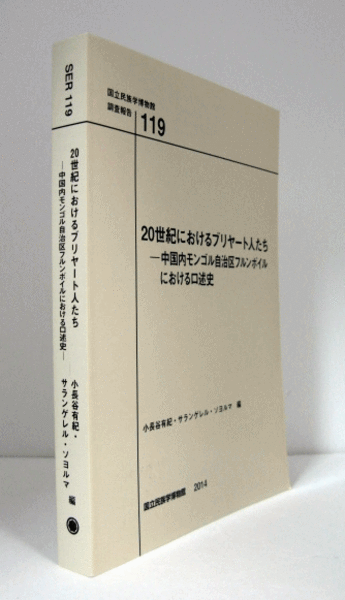 SER 119
20世紀におけるブリヤート人たち
―中国内モンゴル自治区フルンボイルにおける口述史―
小長谷有紀・
サランゲレル・ソヨルマ 編
国立民族学博物館
調査報告
119
20世紀におけるブリヤート人たち
―中国内モンゴル自治区フルンボイル
における口述史
小長谷有紀・サランゲレル・ソヨルマ 編
国立民族学博物館 2014